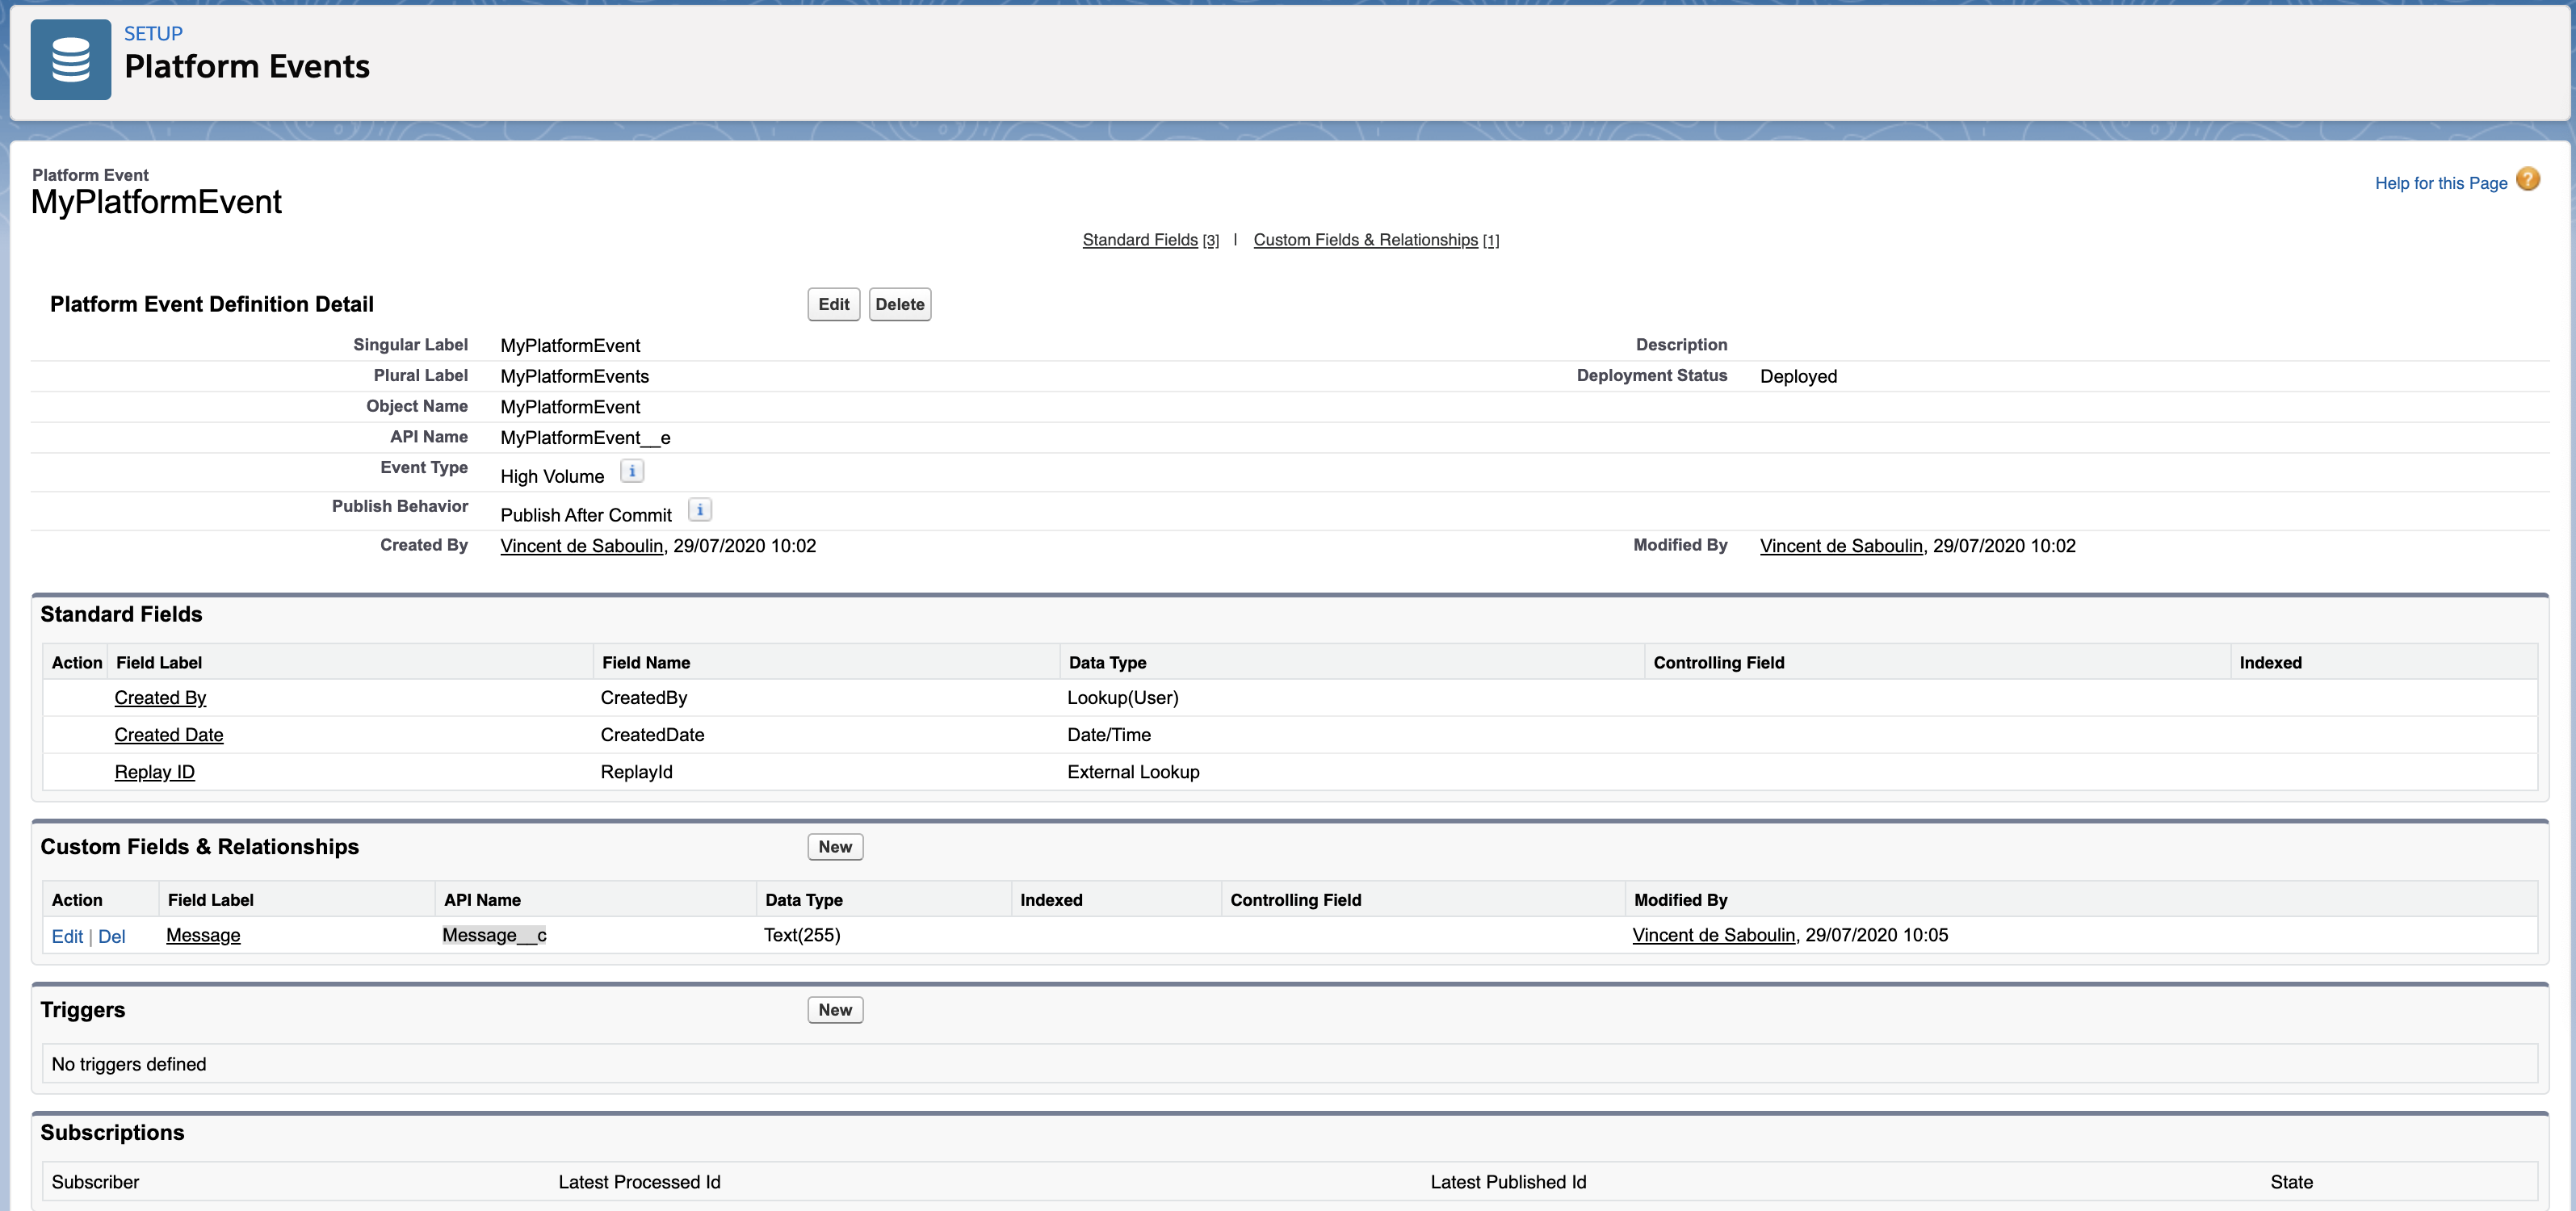 SETUP
Platform Events
Platform Event
MyPlatformEvent
Help for this Page ?
Standard Fields [3] | Custom Fields & Relationships [1]
Platform Event Definition Detail Edit Delete
Singular Label MyPlatformEvent Description
Plural Label MyPlatformEvents Deployment Status Deployed
Object Name MyPlatformEvent
API Name MyPlatformEvent__e
Event Type High Volume i
Publish Behavior Publish After Commit i
Created By Vincent de Saboulin, 29/07/2020 10:02 Modified By Vincent de Saboulin, 29/07/2020 10:02
Standard Fields
Action Field Label Field Name Data Type Controlling Field Indexed
Created By CreatedBy Lookup(User)
Created Date CreatedDate Date/Time
Replay ID ReplayId External Lookup
Custom Fields & Relationships New
Action Field Label API Name Data Type Indexed Controlling Field Modified By
Edit | Del Message Message__c Text(255) Vincent de Saboulin, 29/07/2020 10:05
Triggers New
No triggers defined
Subscriptions
Subscriber Latest Processed Id Latest Published Id State